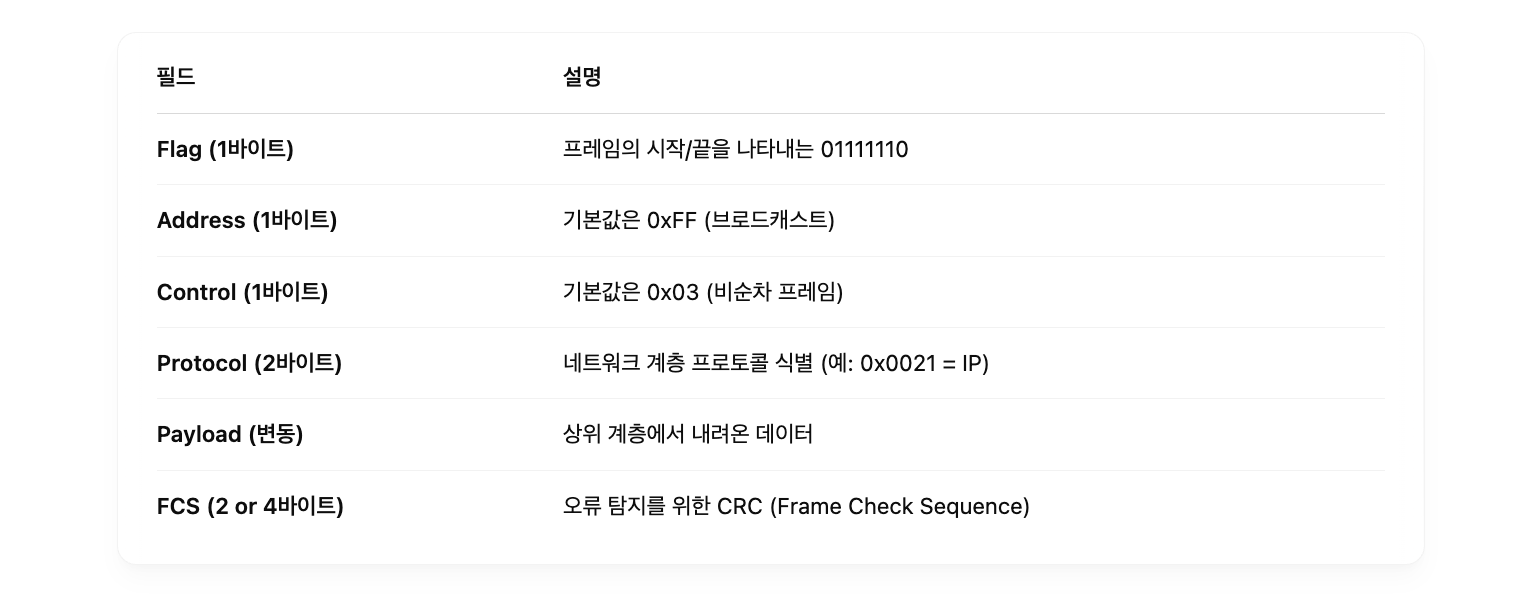 필드 설명
Flag (1바이트) 프레임의 시작/끝을 나타내는 01111110
Address (1바이트) 기본값은 0xFF (브로드캐스트)
Control (1바이트) 기본값은 0x03 (비순차 프레임)
Protocol (2바이트) 네트워크 계층 프로토콜 식별 (예: 0x0021 = IP)
Payload (변동) 상위 계층에서 내려온 데이터
FCS (2 or 4바이트) 오류 탐지를 위한 CRC (Frame Check Sequence)